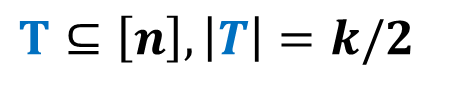 T ⊆ [n], |T| = k/2